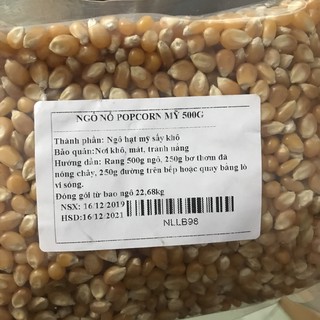 NGÔ NỔ POPCORN MỸ 500G
Thành phần: Ngô hạt mỹ sấy khô
Bảo quản:Nơi khô, mát, tránh nắng
Hướng dẫn: Rang 500g ngô, 250g bơ thơm đã
nóng chảy, 250g đường trên bếp hoặc quay bằng lò
vi sóng.
Đóng gói từ bao ngô 22,68kg
NSX: 16/12/2019
HSD:16/12/2021
NLLB98